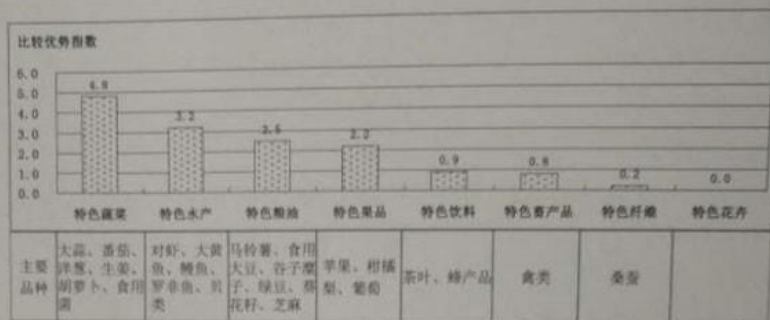 比较优势指数
6.0
5.0
4.0
3.0
2.0
1.0
0.0
4.8
3.2
2.5
2.2
0.9
0.8
0.2
0.0
特色蔬菜 特色水产 特色粮油 特色果品 特色饮料 特色畜产品 特色纤维 特色花卉
主要
品种
大蒜、番茄、
洋葱、生姜、
胡萝卜、食用
菌
对虾、大黄
鱼、鳗鱼、
罗非鱼、贝
类
马铃薯、食用
大豆、谷子糜
子、绿豆、葵
花籽、芝麻
苹果、柑橘
梨、葡萄
茶叶、蜂产品
禽类
桑蚕